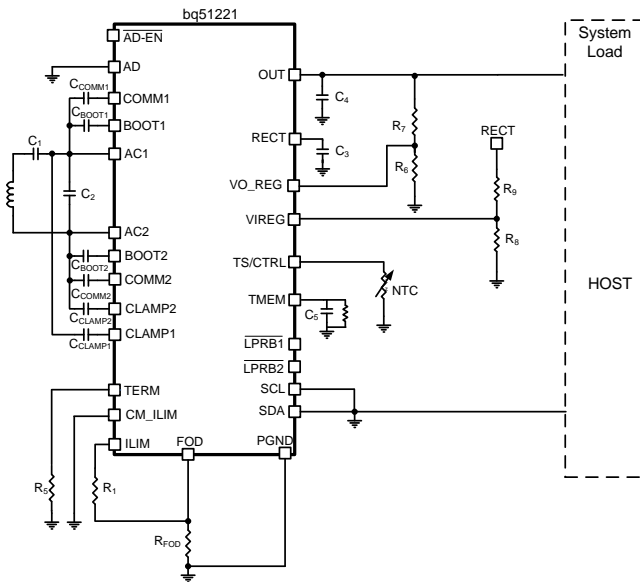 bq51221
AD-EN
AD
CCOMM1
COMM1
CBOOT1
BOOT1
C1
AC1
C2
AC2
BOOT2
CBOOT2
COMM2
CCOMM2
CLAMP2
CCLAMP2
CLAMP1
CCLAMP1
TERM
CM_ILIM
ILIM
FOD
PGND
R5
R1
RFOD
OUT
C4
R7
RECT
C3
R6
VO_REG
RECT
R9
VIREG
R8
TS/CTRL
NTC
TMEM
C5
LPRB1
LPRB2
SCL
SDA
System
Load
HOST